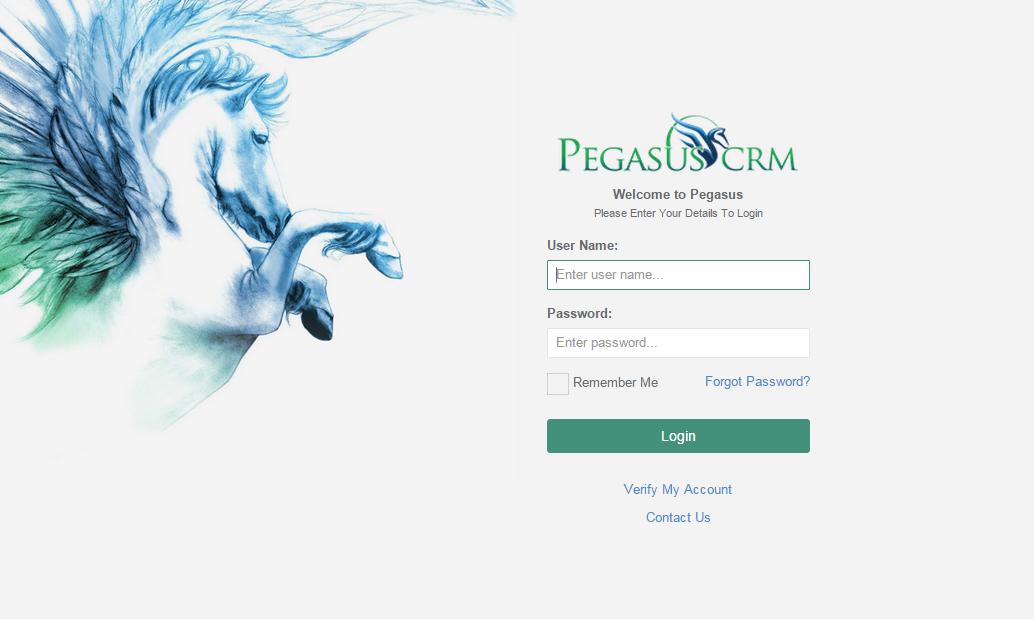 PEGASUS CRM
Welcome to Pegasus
Please Enter Your Details To Login
User Name:
Enter user name...
Password:
Enter password...
Remember Me
Forgot Password?
Login
Verify My Account
Contact Us